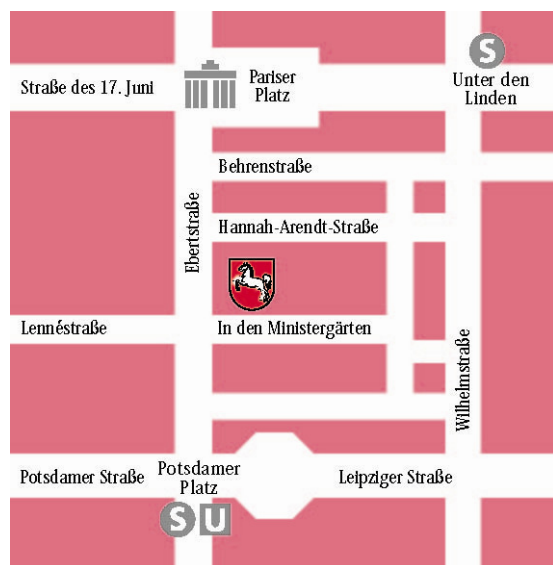 S
Straße des 17. Juni
Pariser
Platz
Unter den
Linden
Behrenstraße
Hannah-Arendt-Straße
Ebertstraße
Lennéstraße
In den Ministergärten
Wilhelmstraße
Potsdamer Straße
Potsdamer
Platz
Leipziger Straße
S U